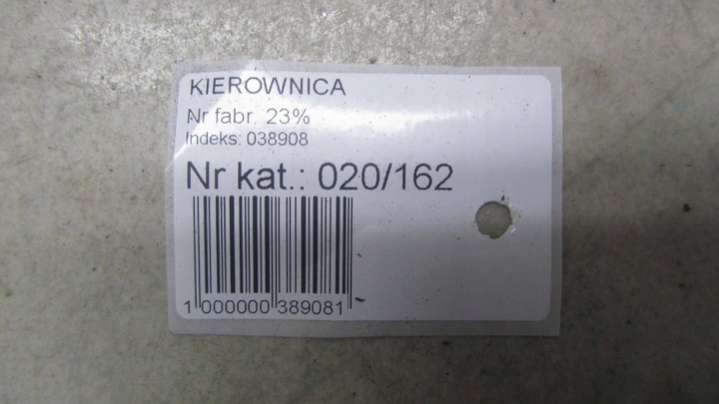 KIEROWNICA
Nr fabr. 23%
Indeks: 038908
Nr kat.: 020/162
1 000000 389081